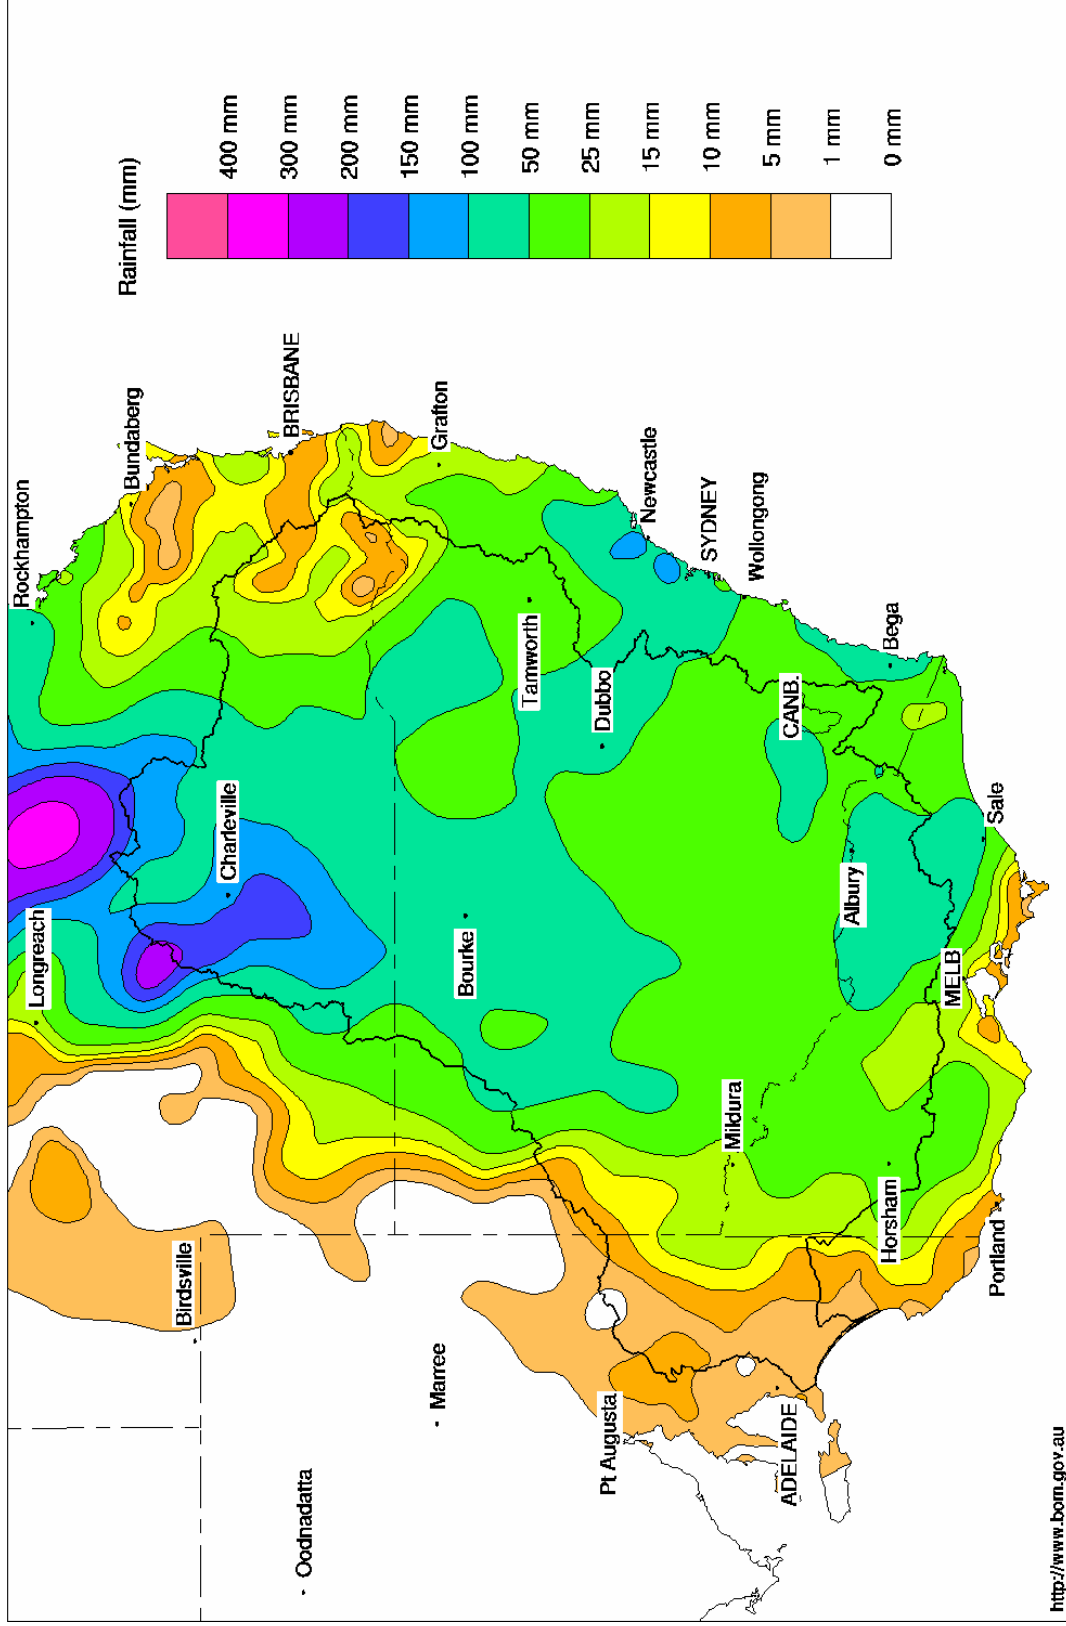 Rainfall (mm)
400 mm
300 mm
200 mm
150 mm
100 mm
50 mm
25 mm
15 mm
10 mm
5 mm
1 mm
0 mm
Rockhampton
Bundaberg
BRISBANE
Grafton
Newcastle
SYDNEY
Wollongong
Bega
Tamworth
Dubbo
CANB.
Longreach
Charleville
Bourke
Albury
Sale
MELB
Mildura
Horsham
Portland
Birdsville
Marree
Pt Augusta
ADELAIDE
Oodnadatta
http://www.bom.gov.au